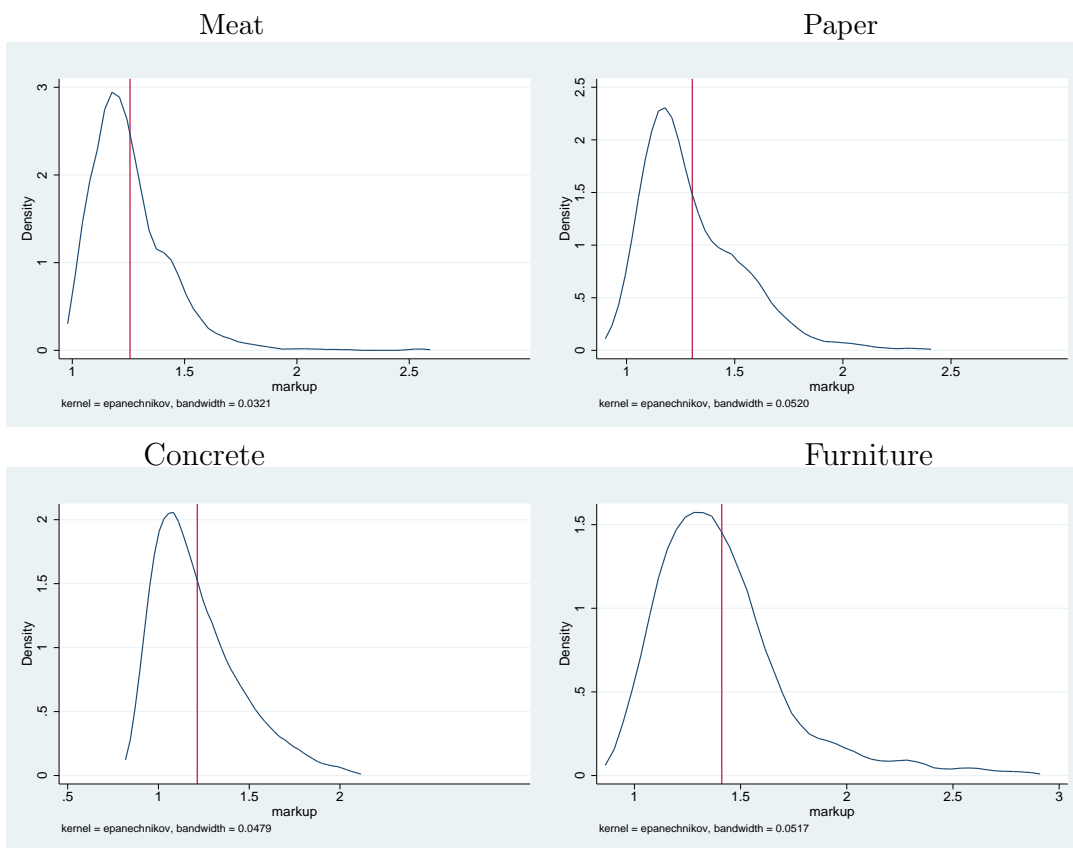 Meat
Paper
Density
0
1
2
3
1
1.5
2
2.5
markup
kernel = epanechnikov, bandwidth = 0.0321
Density
0
.5
1
1.5
2
2.5
1
1.5
2
2.5
markup
kernel = epanechnikov, bandwidth = 0.0520
Concrete
Furniture
Density
0
.5
1
1.5
2
.5
1
1.5
2
markup
kernel = epanechnikov, bandwidth = 0.0479
Density
0
.5
1
1.5
1
1.5
2
2.5
3
markup
kernel = epanechnikov, bandwidth = 0.0517